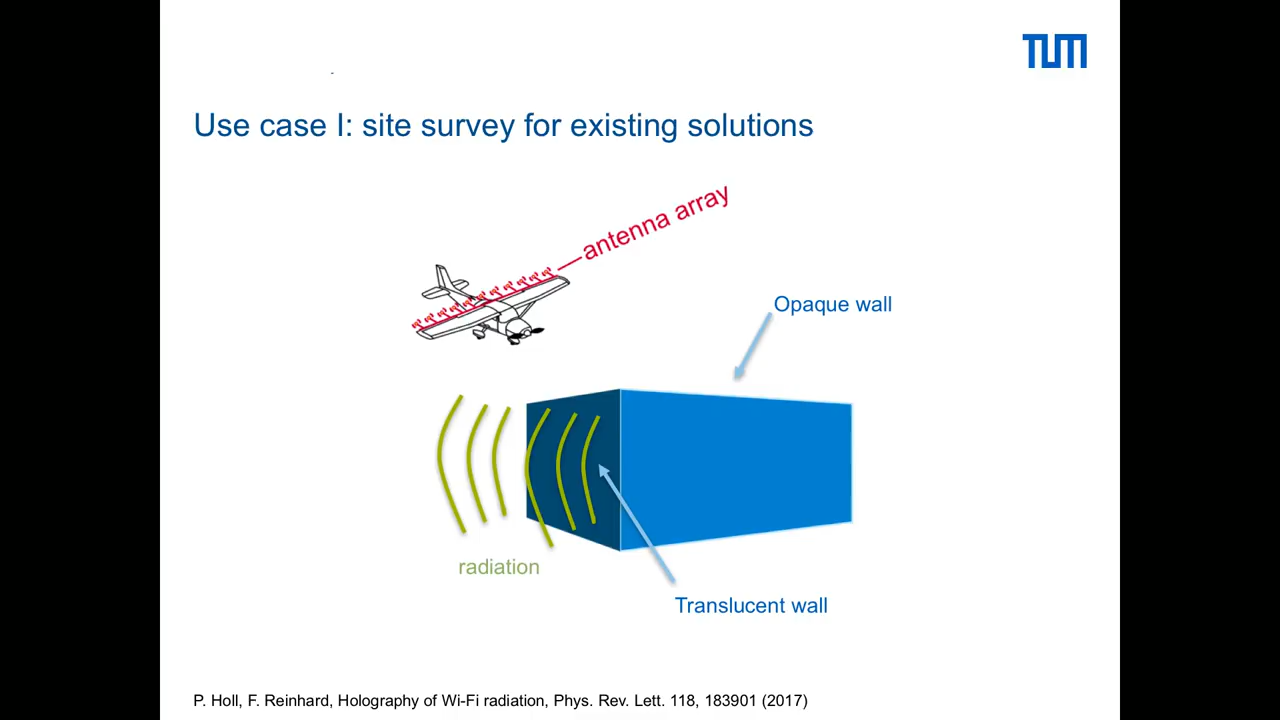 TUM
Use case I: site survey for existing solutions
antenna array
Opaque wall
radiation
Translucent wall
P. Holl, F. Reinhard, Holography of Wi-Fi radiation, Phys. Rev. Lett. 118, 183901 (2017)